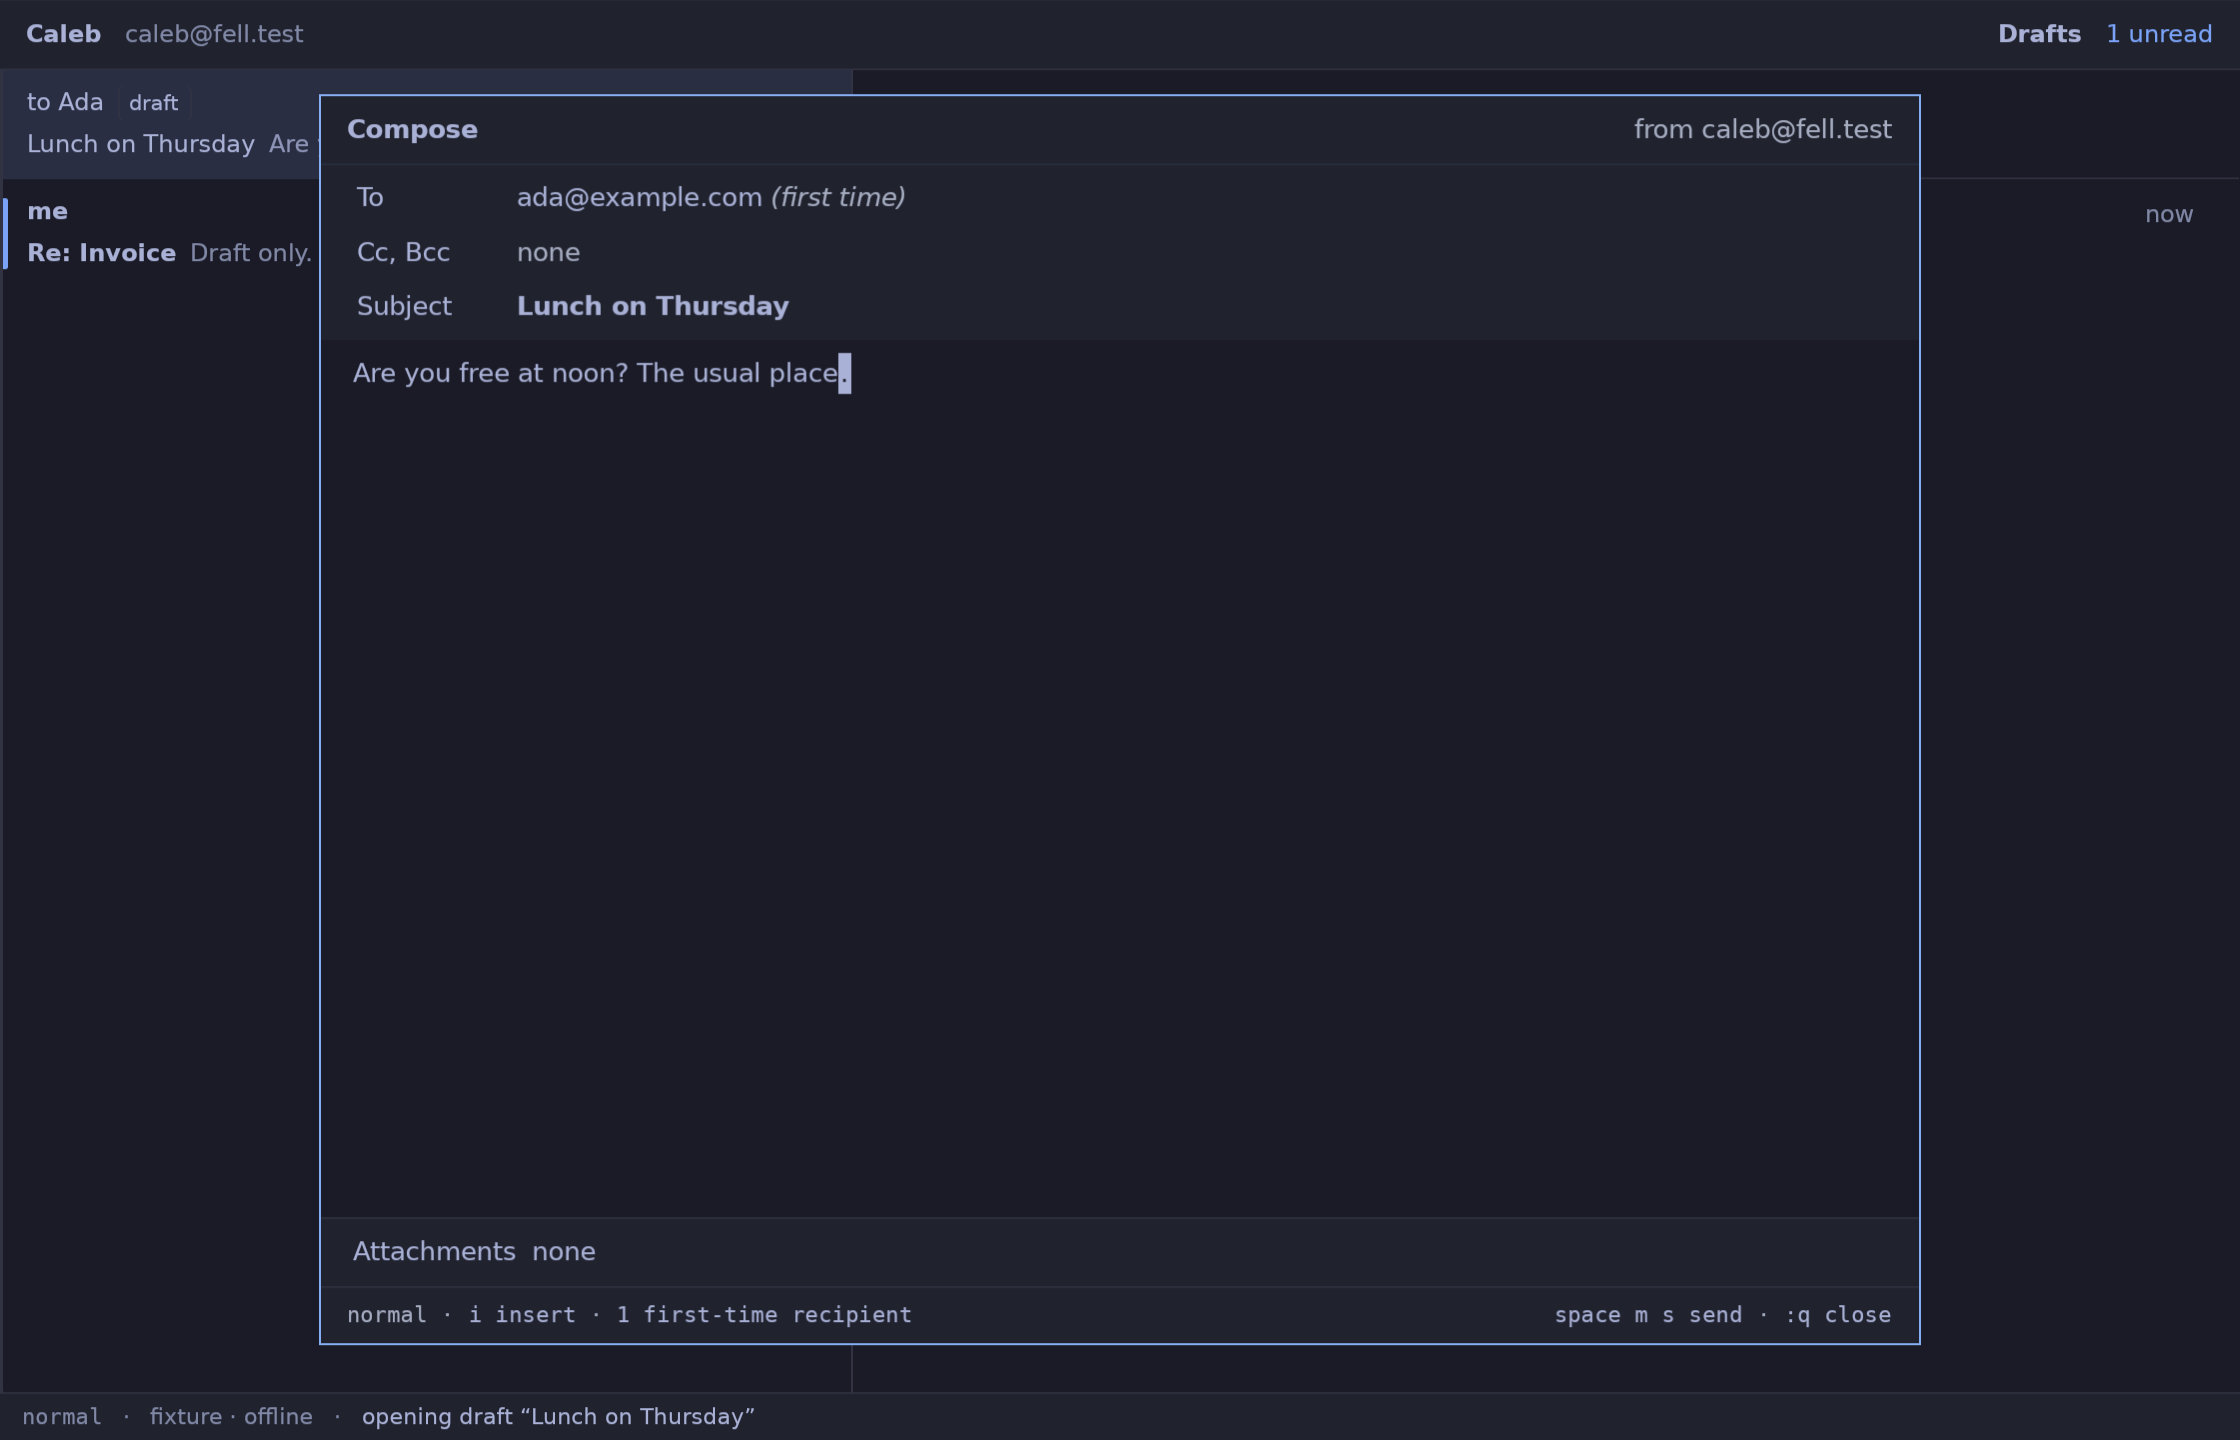 Caleb caleb@fell.test Drafts 1 unread
to Ada draft
Lunch on Thursday Are
me
now
Re: Invoice Draft only.
Compose from caleb@fell.test
To ada@example.com (first time)
Cc, Bcc none
Subject Lunch on Thursday
Are you free at noon? The usual place.
Attachments none
normal · i insert · 1 first-time recipient space m s send · :q close
normal · fixture · offline · opening draft “Lunch on Thursday”